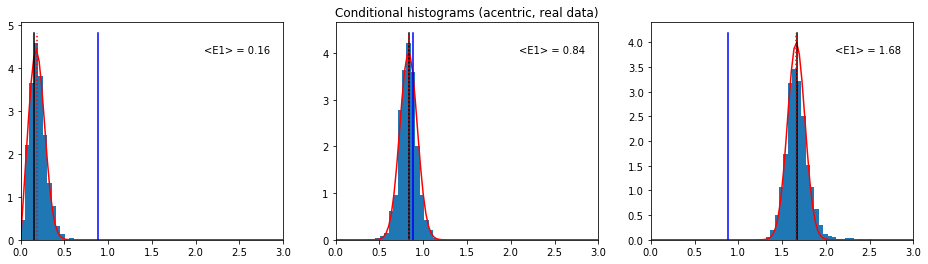 Conditional histograms (acentric, real data)
5
4
3
2
1
0
<E1> = 0.16
0.0 0.5 1.0 1.5 2.0 2.5 3.0
4
3
2
1
0
<E1> = 0.84
0.0 0.5 1.0 1.5 2.0 2.5 3.0
4.0
3.5
3.0
2.5
2.0
1.5
1.0
0.5
0.0
<E1> = 1.68
0.0 0.5 1.0 1.5 2.0 2.5 3.0